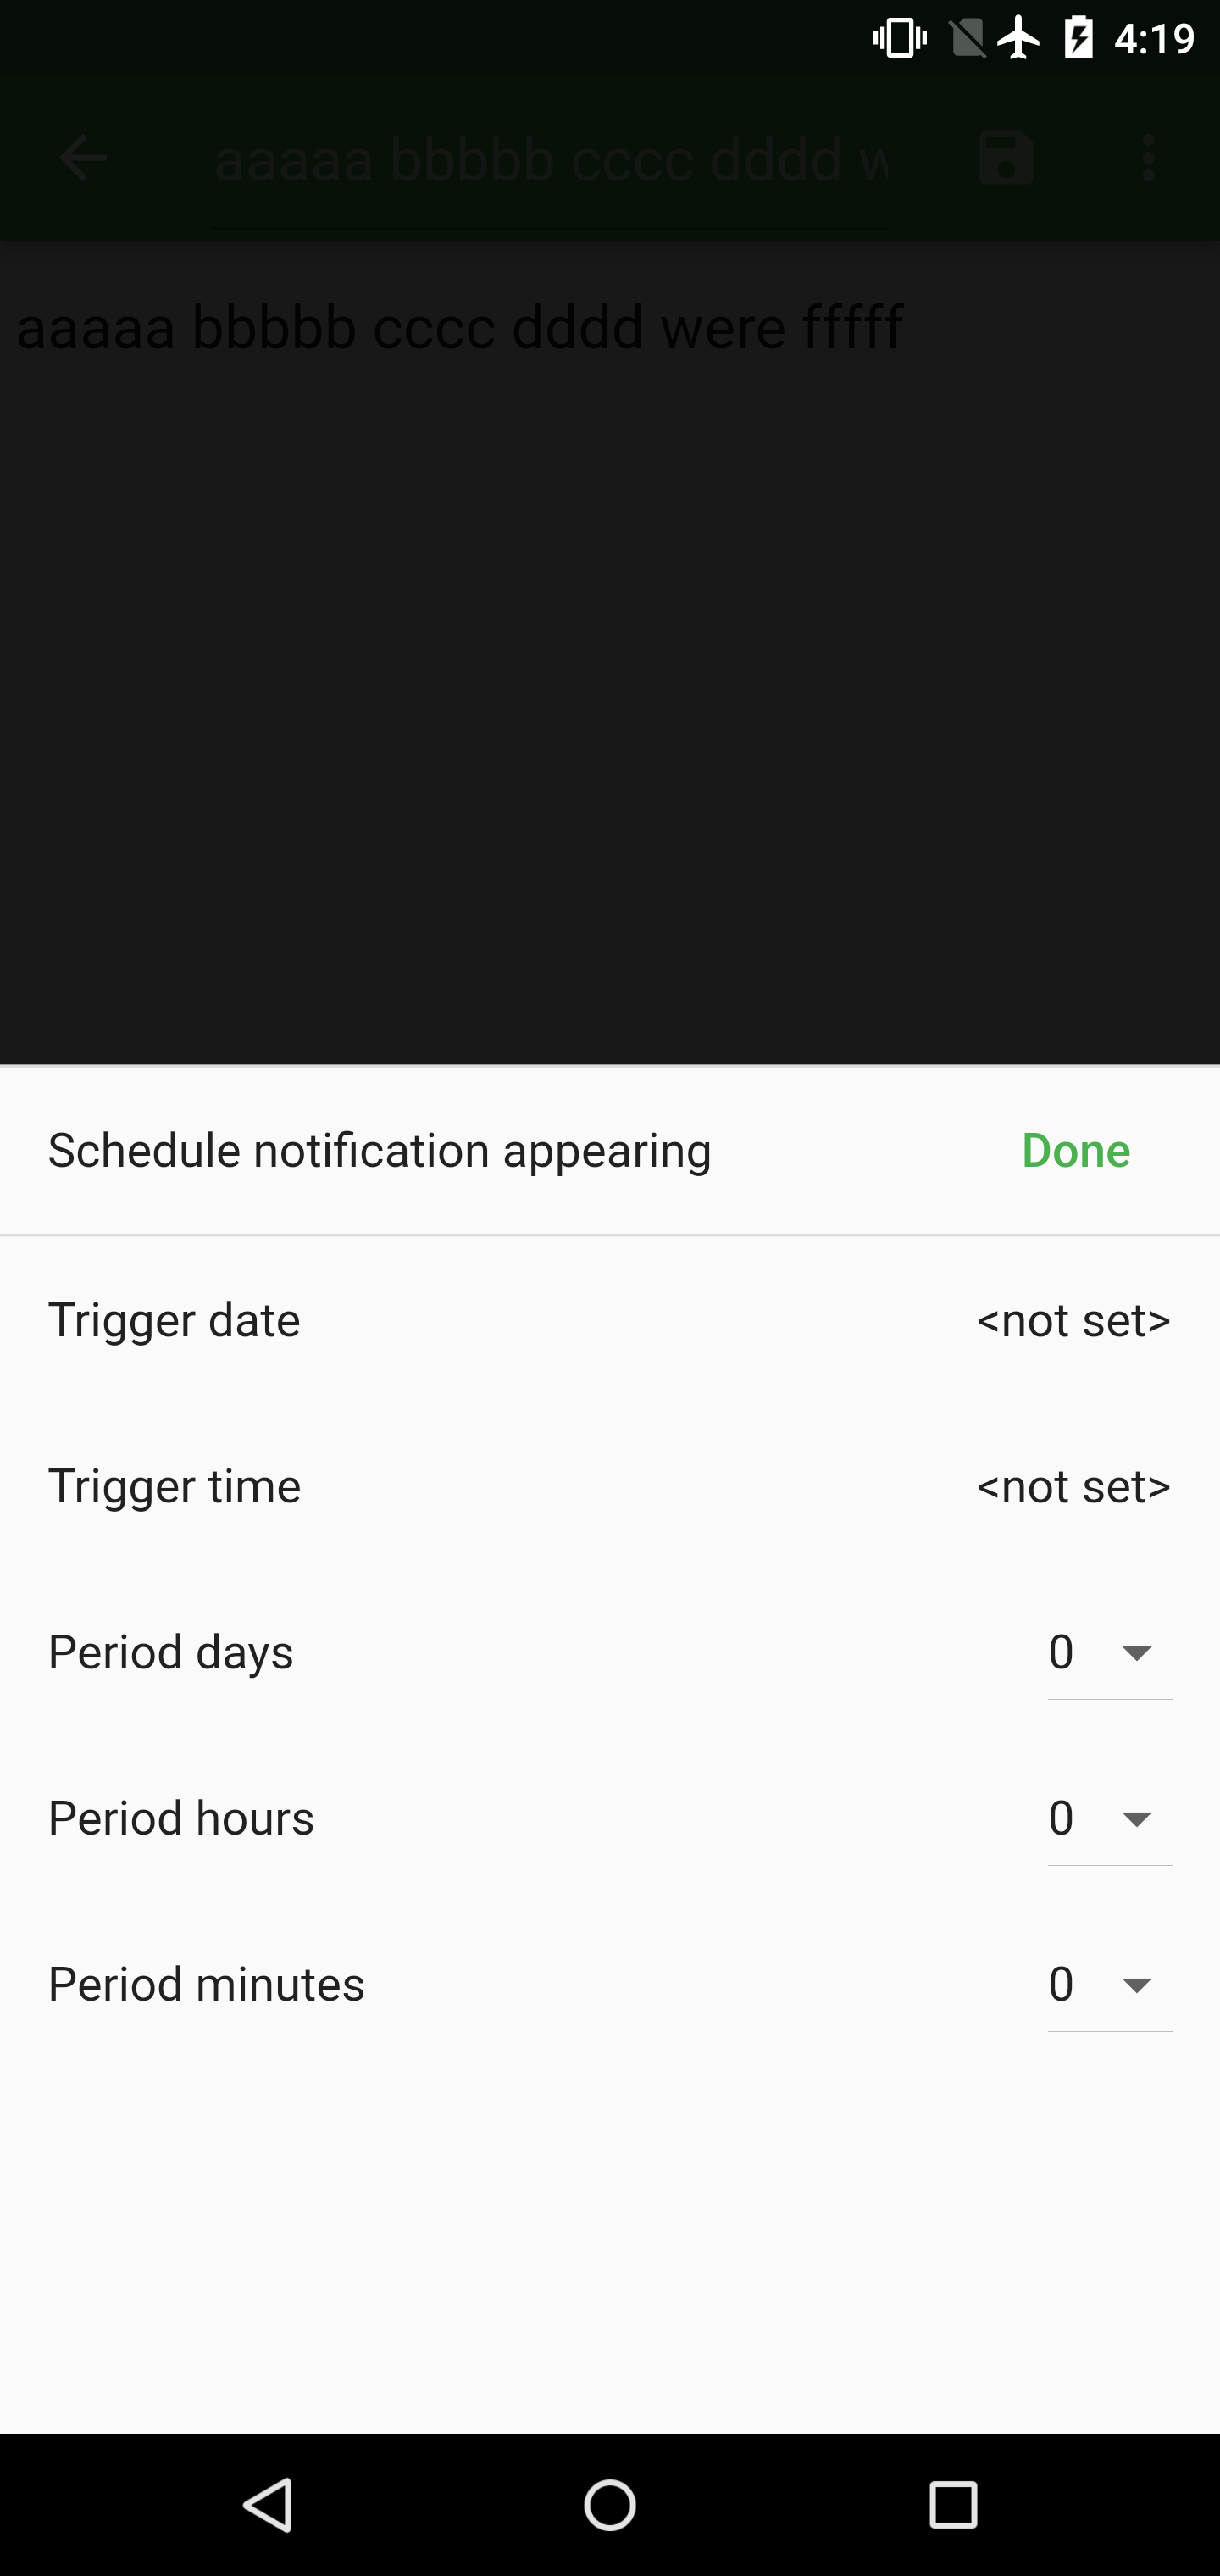 4:19
aaaaa bbbbb cccc dddd w
aaaaa bbbbb cccc dddd were fffff
Schedule notification appearing Done
Trigger date <not set>
Trigger time <not set>
Period days 0
Period hours 0
Period minutes 0